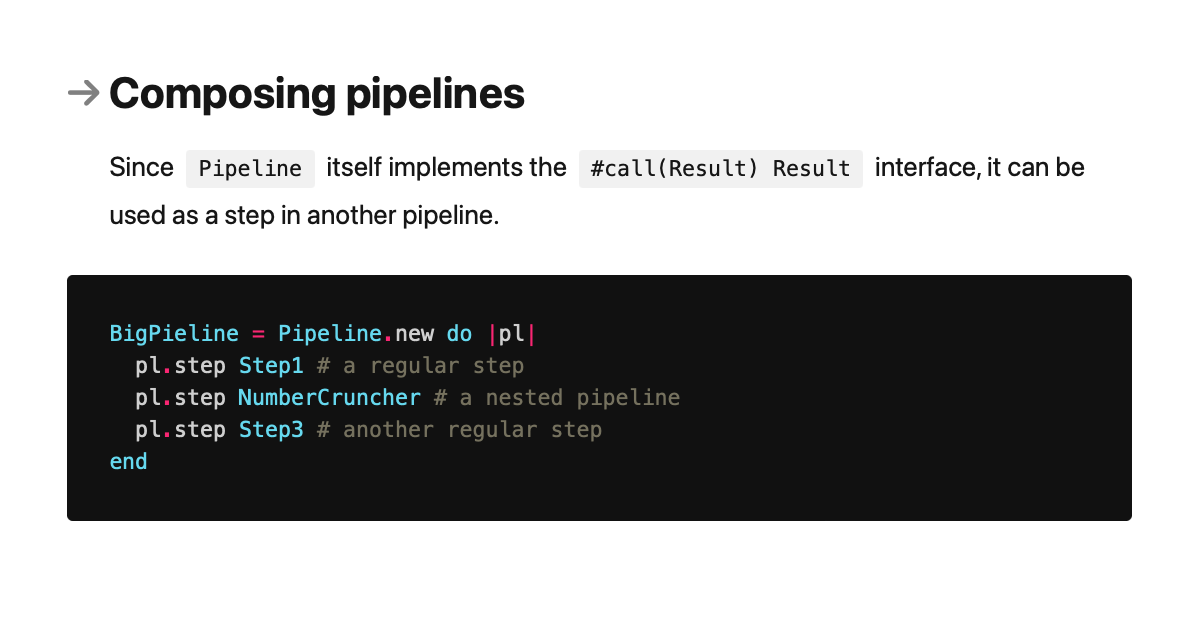 → Composing pipelines
Since Pipeline itself implements the #call(Result) Result interface, it can be
used as a step in another pipeline.
BigPieline = Pipeline.new do |pl|
  pl.step Step1 # a regular step
  pl.step NumberCruncher # a nested pipeline
  pl.step Step3 # another regular step
end